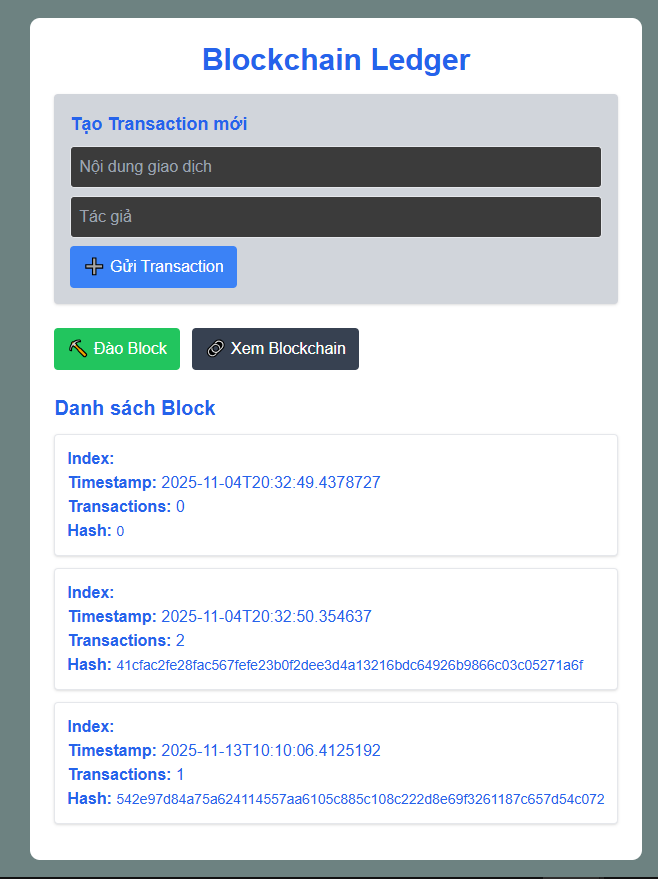 Blockchain Ledger
Tạo Transaction mới
Nội dung giao dịch
Tác giả
Gửi Transaction
Đào Block
Xem Blockchain
Danh sách Block
Index:
Timestamp: 2025-11-04T20:32:49.4378727
Transactions: 0
Hash: 0
Index:
Timestamp: 2025-11-04T20:32:50.354637
Transactions: 2
Hash: 41cfac2fe28fac567fefe23b0f2dee3d4a13216bdc64926b9866c03c05271a6f
Index:
Timestamp: 2025-11-13T10:10:06.4125192
Transactions: 1
Hash: 542e97d84a75a624114557aa6105c885c108c222d8e69f3261187c657d54c072